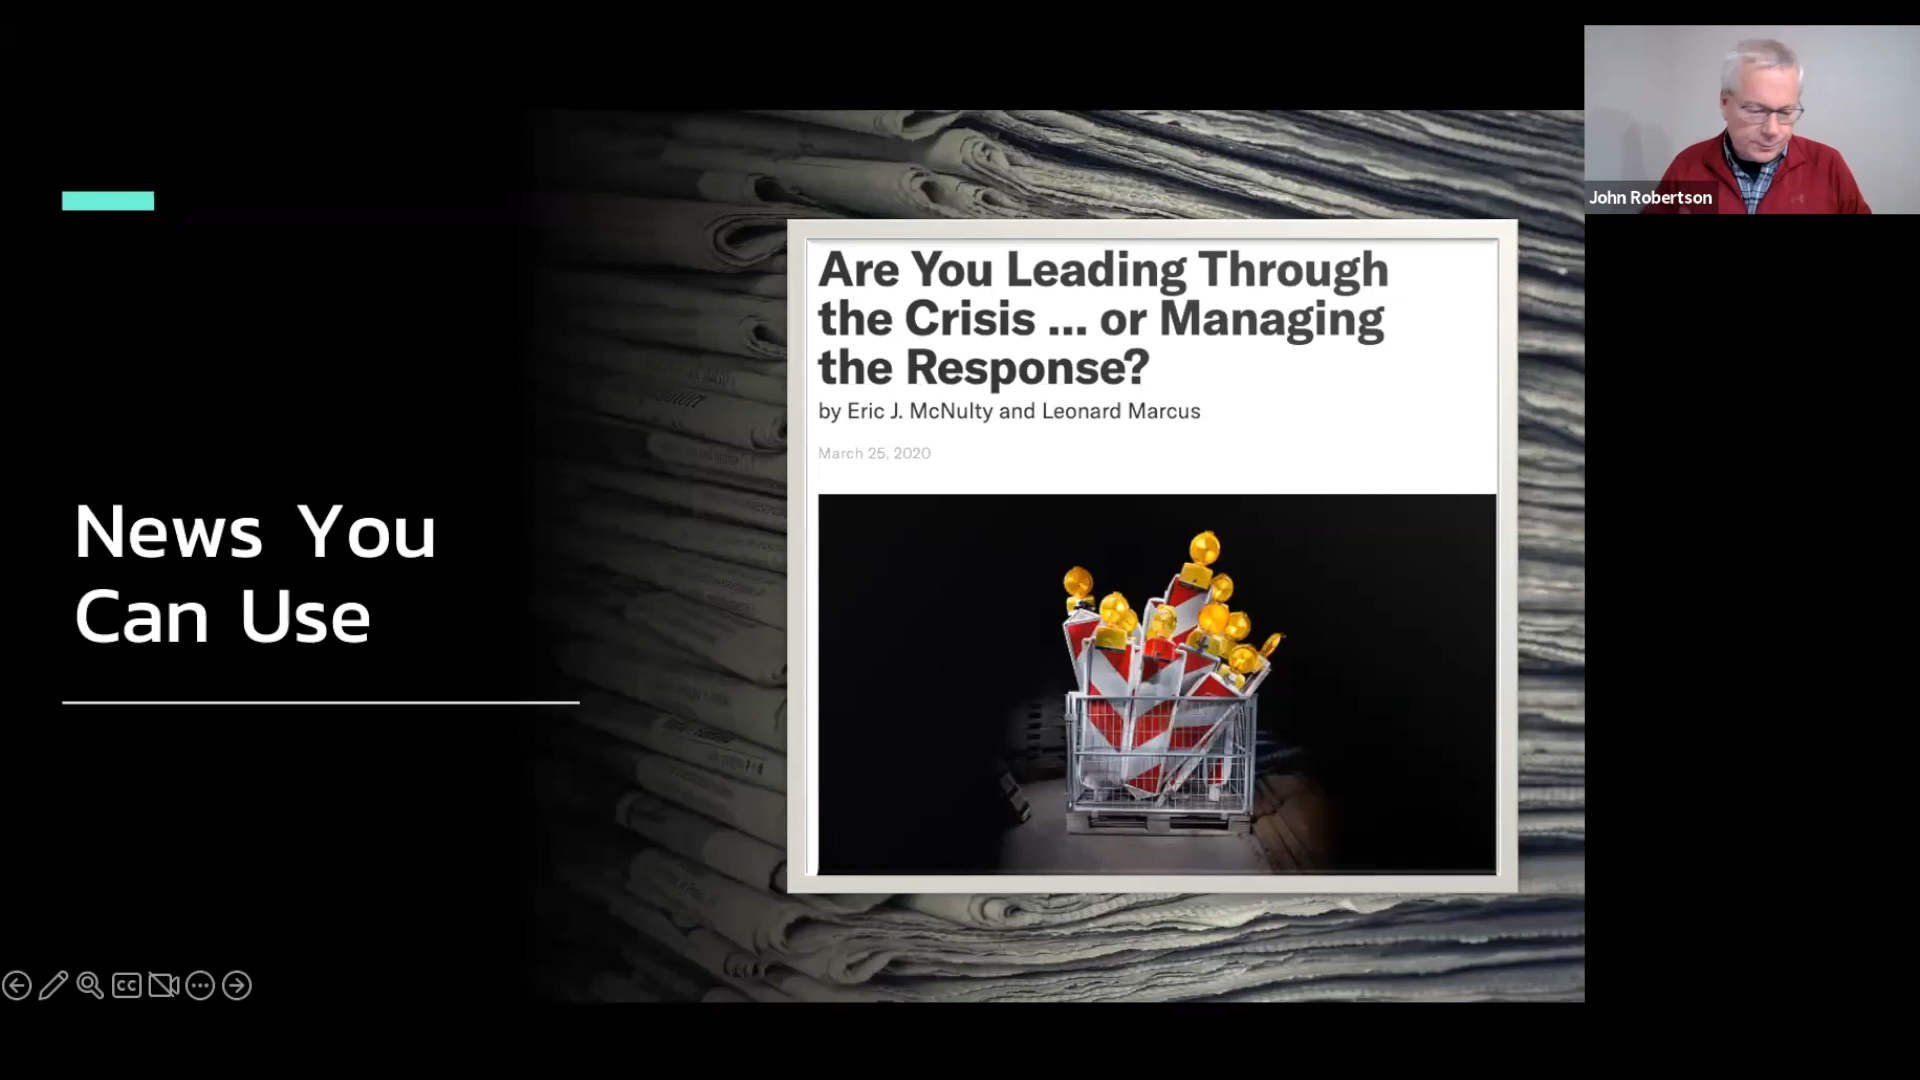 John Robertson
Are You Leading Through
the Crisis ... or Managing
the Response?
by Eric J. McNulty and Leonard Marcus
March 25, 2020
News You
Can Use
CC